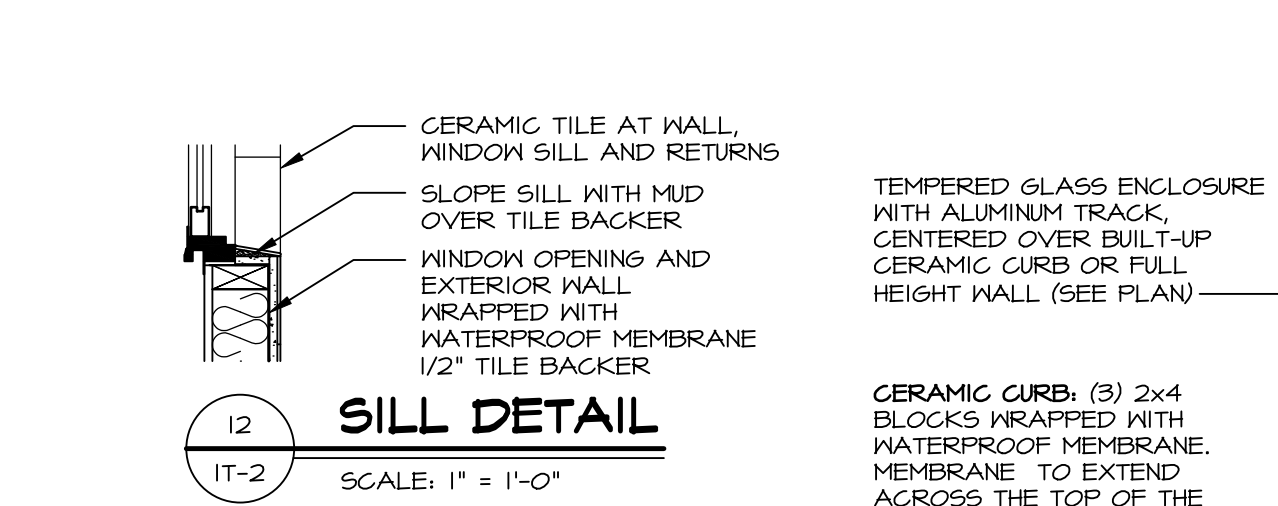 CERAMIC TILE AT WALL,
WINDOW SILL AND RETURNS
SLOPE SILL WITH MUD
OVER TILE BACKER
WINDOW OPENING AND
EXTERIOR WALL
WRAPPED WITH
WATERPROOF MEMBRANE
1/2" TILE BACKER
12
IT-2
SILL DETAIL
SCALE: 1" = 1'-0"
TEMPERED GLASS ENCLOSURE
WITH ALUMINUM TRACK,
CENTERED OVER BUILT-UP
CERAMIC CURB OR FULL
HEIGHT WALL (SEE PLAN)
CERAMIC CURB: (3) 2x4
BLOCKS WRAPPED WITH
WATERPROOF MEMBRANE.
MEMBRANE TO EXTEND
ACROSS THE TOP OF THE